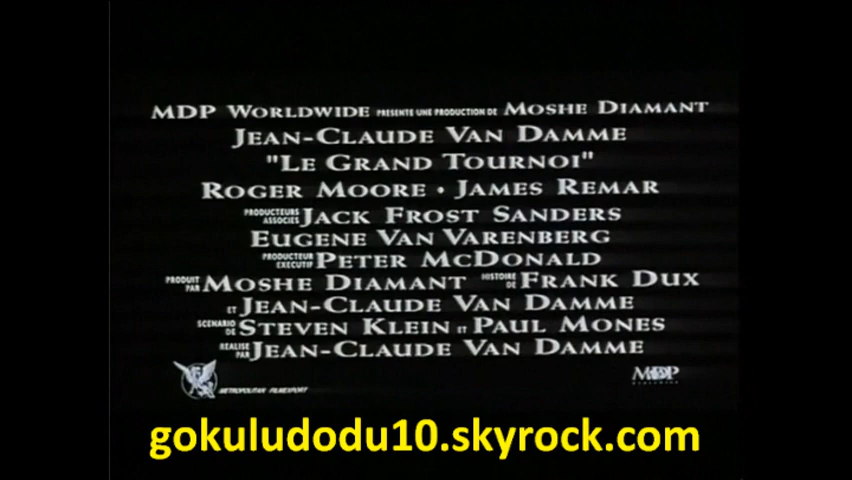 MDP WORLDWIDE PRESENTE UNE PRODUCTION DE MOSHE DIAMANT
JEAN-CLAUDE VAN DAMME
"LE GRAND TOURNOI"
ROGER MOORE • JAMES REMAR
PRODUCTEURS ASSOCIES JACK FROST SANDERS
EUGENE VAN VARENBERG
PRODUCTEUR EXECUTIF PETER MCDONALD
PRODUIT PAR MOSHE DIAMANT HISTOIRE DE FRANK DUX
ET JEAN-CLAUDE VAN DAMME
SCENARIO DE STEVEN KLEIN ET PAUL MONES
REALISE PAR JEAN-CLAUDE VAN DAMME
METROPOLITAN FILMEXPORT
MDP
WORLDWIDE
gokuludodu10.skyrock.com